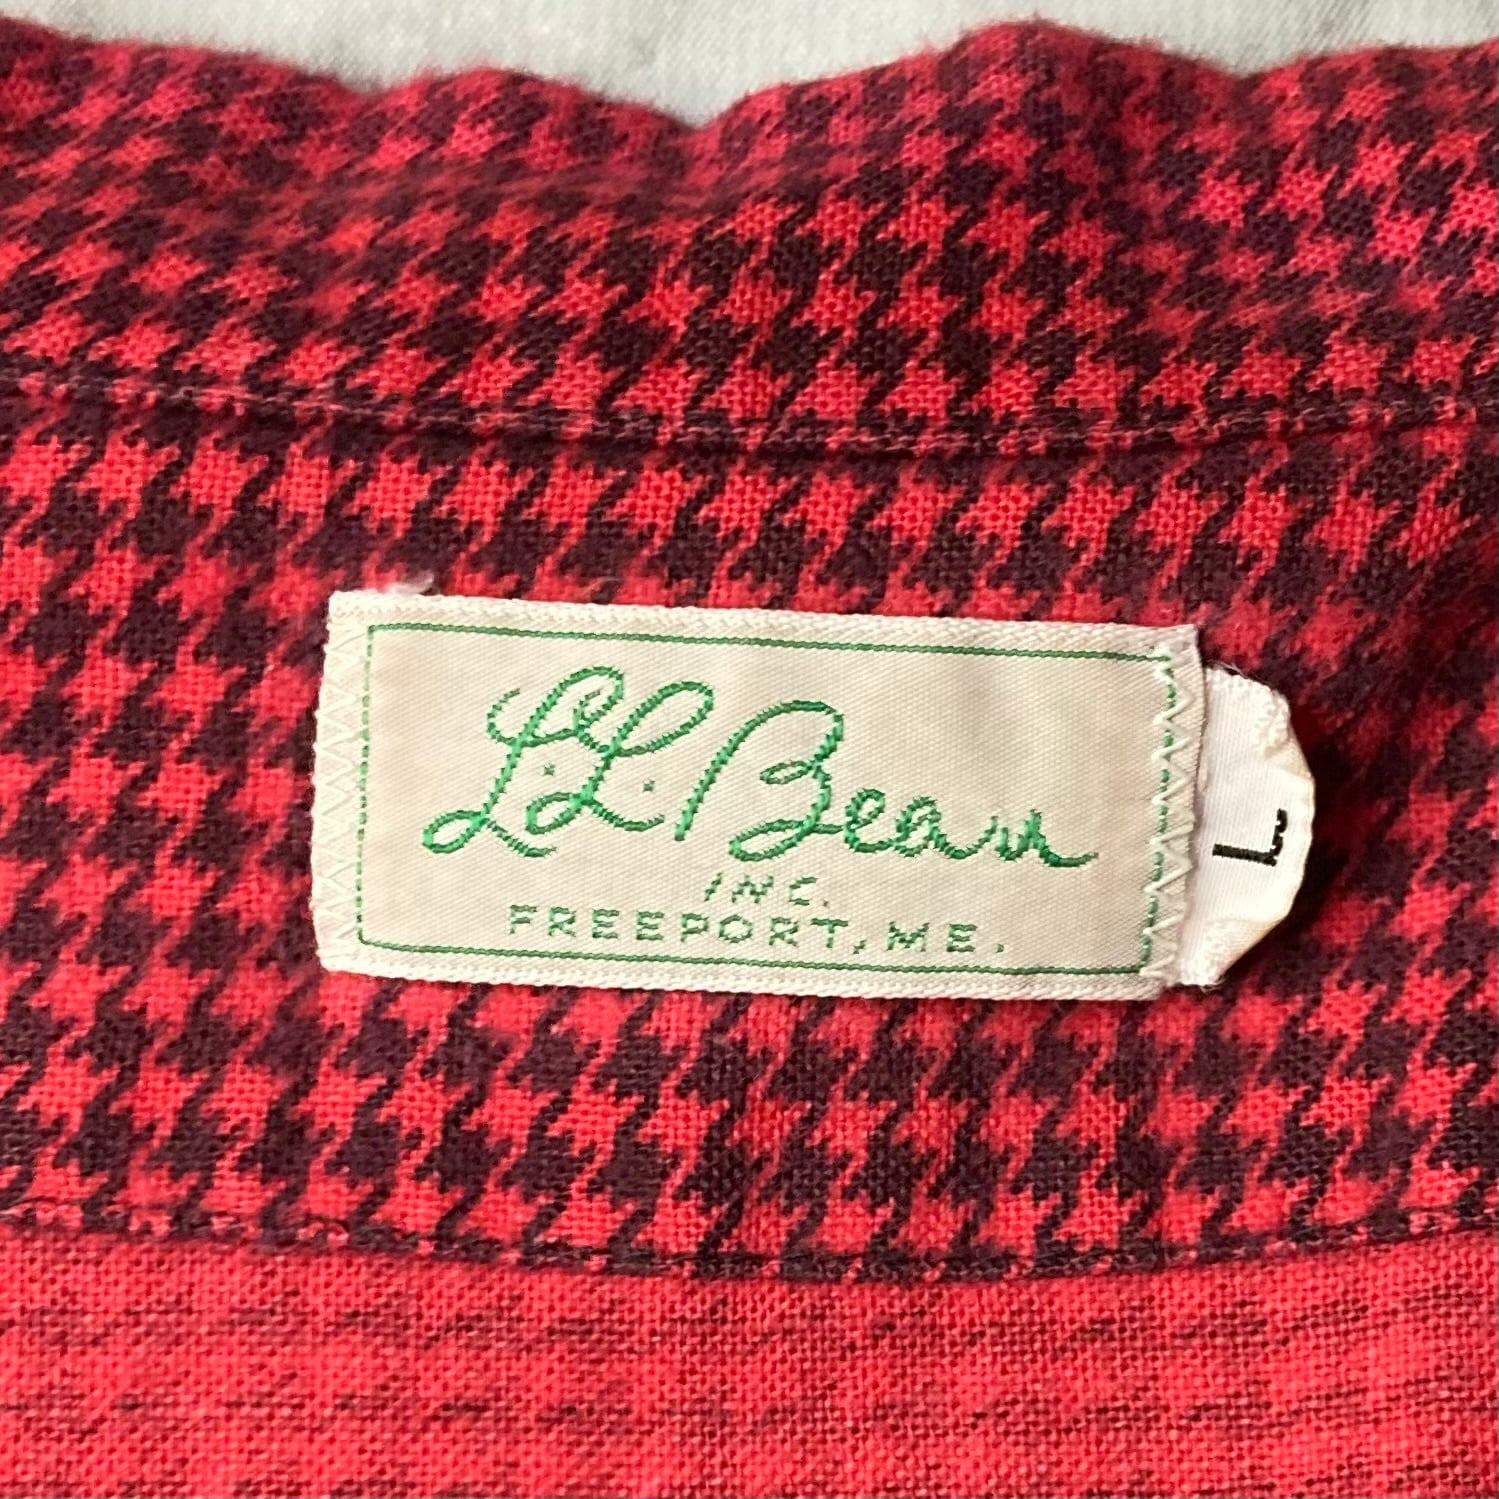 L.L.Bean
INC.
FREEPORT, ME.
L